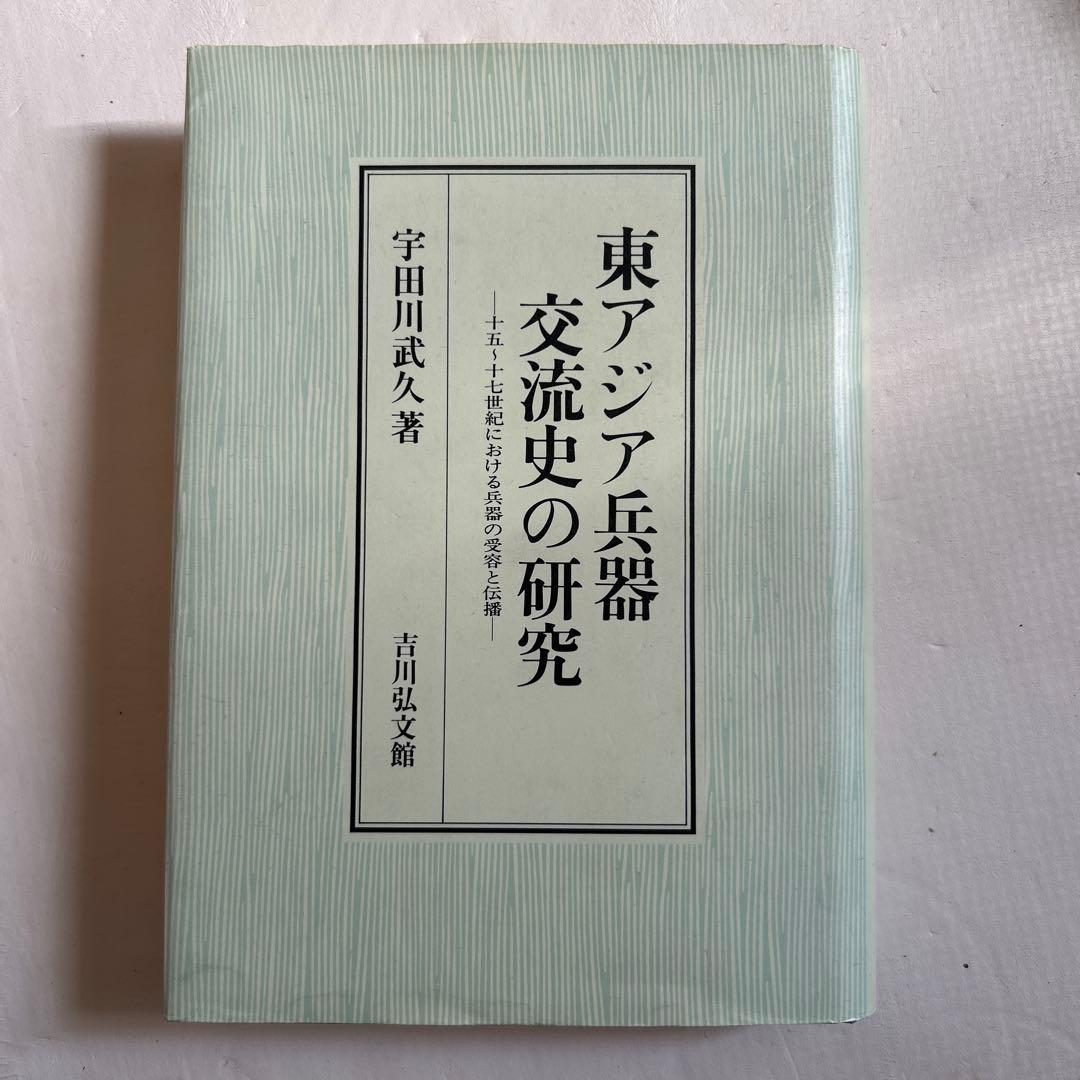 東アジア兵器
交流史の研究
―十五~十七世紀における兵器の受容と伝播―
宇田川武久著
吉川弘文館